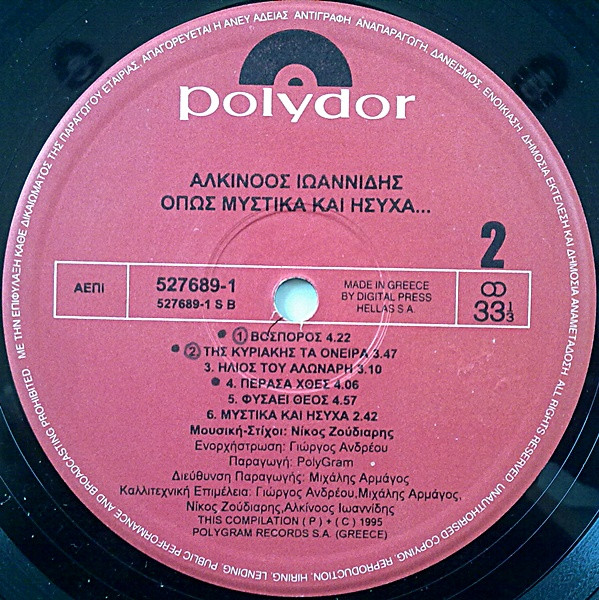 polydor
ΑΛΚΙΝΟΟΣ ΙΩΑΝΝΙΔΗΣ
ΟΠΩΣ ΜΥΣΤΙΚΑ ΚΑΙ ΗΣΥΧΑ...
2
ΑΕΠΙ
527689-1
527689-1 S B
MADE IN GREECE
BY DIGITAL PRESS
HELLAS S.A.
33 1/3
1 ΒΟΣΠΟΡΟΣ 4.22
2 ΤΗΣ ΚΥΡΙΑΚΗΣ ΤΑ ΟΝΕΙΡΑ 3.47
3. ΗΛΙΟΣ ΤΟΥ ΑΛΩΝΑΡΗ 3.10
4. ΠΕΡΑΣΑ ΧΘΕΣ 4.06
5. ΦΥΣΑΕΙ ΘΕΟΣ 4.57
6. ΜΥΣΤΙΚΑ ΚΑΙ ΗΣΥΧΑ 2.42
Μουσική-Στίχοι: Νίκος Ζούδιαρης
Ενορχήστρωση: Γιώργος Ανδρέου
Παραγωγή: PolyGram
Διεύθυνση Παραγωγής: Μιχάλης Αρμάγος
Καλλιτεχνική Επιμέλεια: Γιώργος Ανδρέου,Μιχάλης Αρμάγος,
Νίκος Ζούδιαρης,Αλκίνοος Ιωαννίδης
THIS COMPILATION ( P ) + ( C ) 1995
POLYGRAM RECORDS S.A. (GREECE)
ΜΕ ΤΗΝ ΕΠΙΦΥΛΑΞΗ ΚΑΘΕ ΔΙΚΑΙΩΜΑΤΟΣ ΤΗΣ ΠΑΡΑΓΩΓΟΥ ΕΤΑΙΡΙΑΣ. ΑΠΑΓΟΡΕΥΕΤΑΙ Η ΑΝΕΥ ΑΔΕΙΑΣ ΑΝΤΙΓΡΑΦΗ ΑΝΑΠΑΡΑΓΩΓΗ, ΔΑΝΕΙΣΜΟΣ, ΕΝΟΙΚΙΑΣΗ, ΔΗΜΟΣΙΑ ΕΚΤΕΛΕΣΗ ΚΑΙ ΔΗΜΟΣΙΑ ΑΝΑΜΕΤΑΔΟΣΗ
ALL RIGHTS RESERVED. UNAUTHORISED COPYING, REPRODUCTION, HIRING, LENDING, PUBLIC PERFORMANCE AND BROADCASTING PROHIBITED